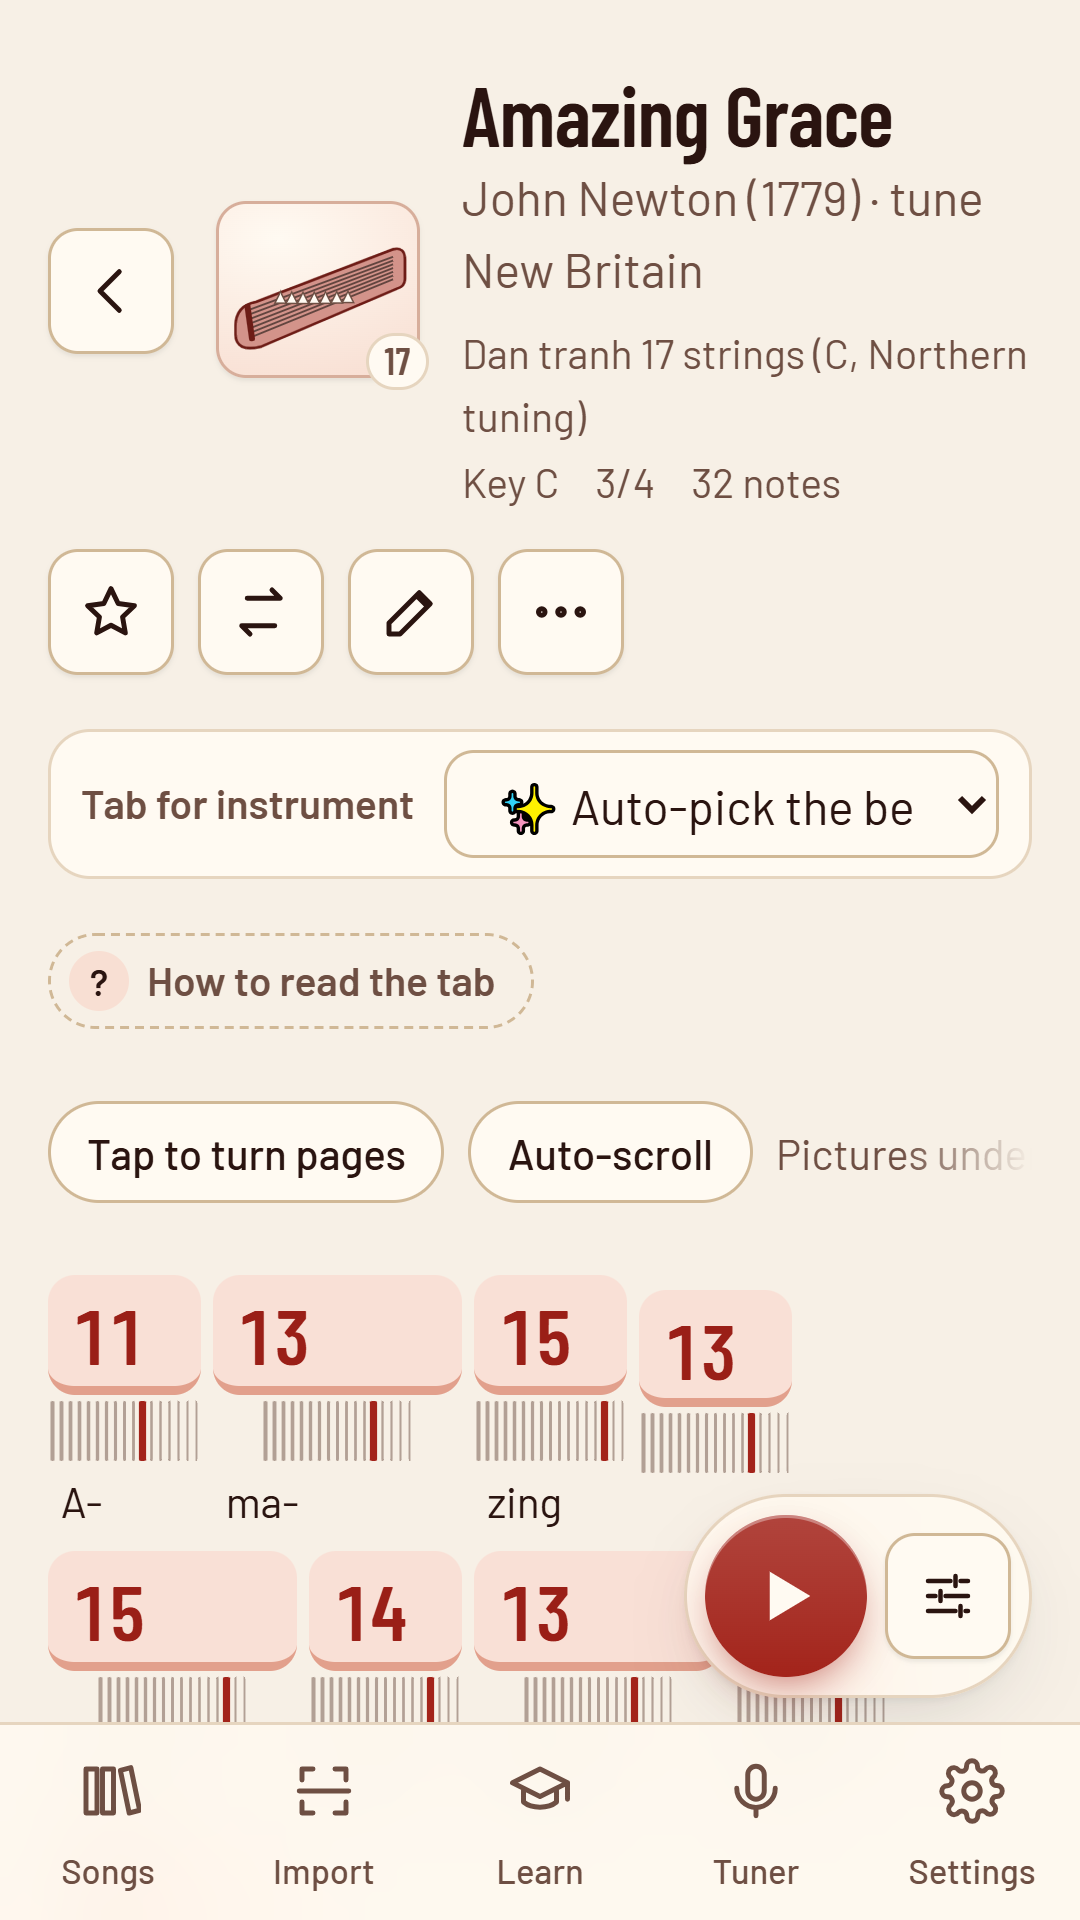 Amazing Grace
John Newton (1779) · tune
New Britain
17
Dan tranh 17 strings (C, Northern
tuning)
Key C 3/4 32 notes
Tab for instrument
✨ Auto-pick the be
? How to read the tab
Tap to turn pages
Auto-scroll
Pictures unde
11 13 15 13
A- ma- zing
15 14 13
Songs Import Learn Tuner Settings